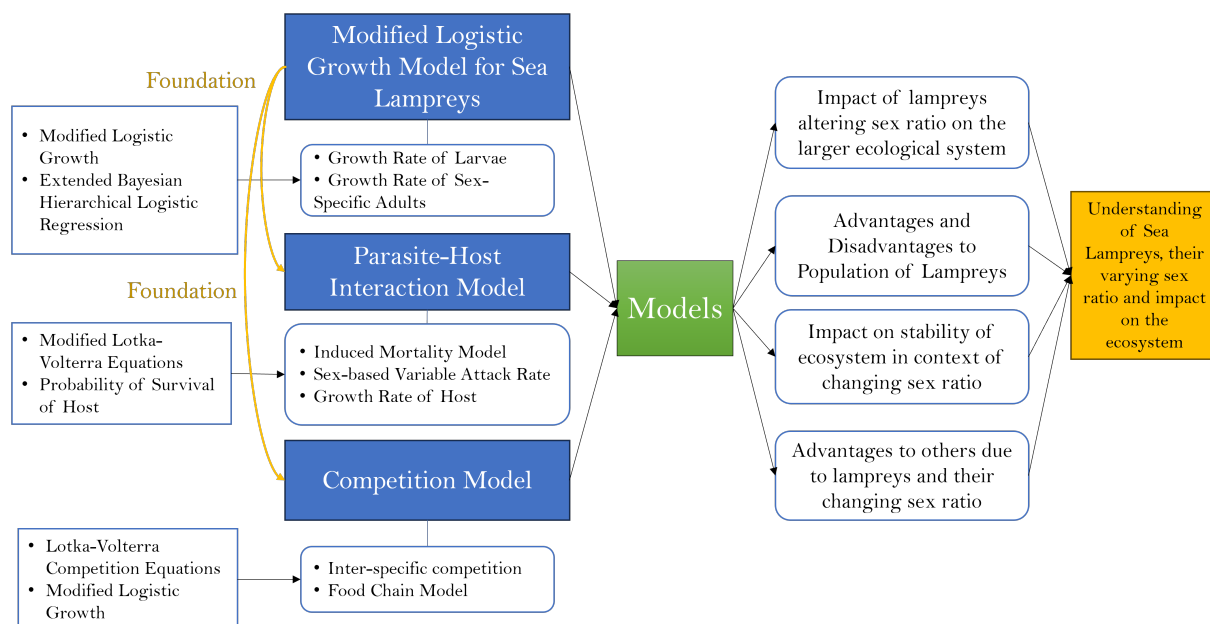 Modified Logistic
Growth Model for Sea
Lampreys
Foundation
• Modified Logistic
Growth
• Extended Bayesian
Hierarchical Logistic
Regression
• Growth Rate of Larvae
• Growth Rate of Sex-
Specific Adults
Parasite-Host
Interaction Model
Foundation
• Modified Lotka-
Volterra Equations
• Probability of Survival
of Host
• Induced Mortality Model
• Sex-based Variable Attack Rate
• Growth Rate of Host
Competition Model
• Lotka-Volterra
Competition Equations
• Modified Logistic
Growth
• Inter-specific competition
• Food Chain Model
Models
Impact of lampreys
altering sex ratio on the
larger ecological system
Advantages and
Disadvantages to
Population of Lampreys
Impact on stability of
ecosystem in context of
changing sex ratio
Advantages to others due
to lampreys and their
changing sex ratio
Understanding
of Sea
Lampreys, their
varying sex
ratio and impact
on the
ecosystem